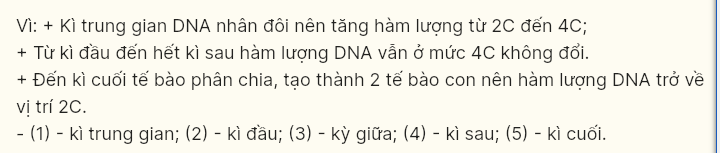 Vì: + Kì trung gian DNA nhân đôi nên tăng hàm lượng từ 2C đến 4C;
+ Từ kì đầu đến hết kì sau hàm lượng DNA vẫn ở mức 4C không đổi.
+ Đến kì cuối tế bào phân chia, tạo thành 2 tế bào con nên hàm lượng DNA trở về
vị trí 2C.
- (1) - kì trung gian; (2) - kì đầu; (3) - kỳ giữa; (4) - kì sau; (5) - kì cuối.